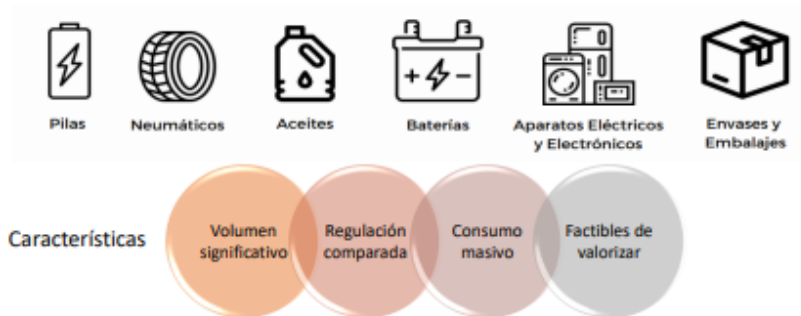 Pilas
Neumáticos
Aceites
Baterías
Aparatos Eléctricos
y Electrónicos
Envases y
Embalajes
Características
Volumen
significativo
Regulación
comparada
Consumo
masivo
Factibles de
valorizar